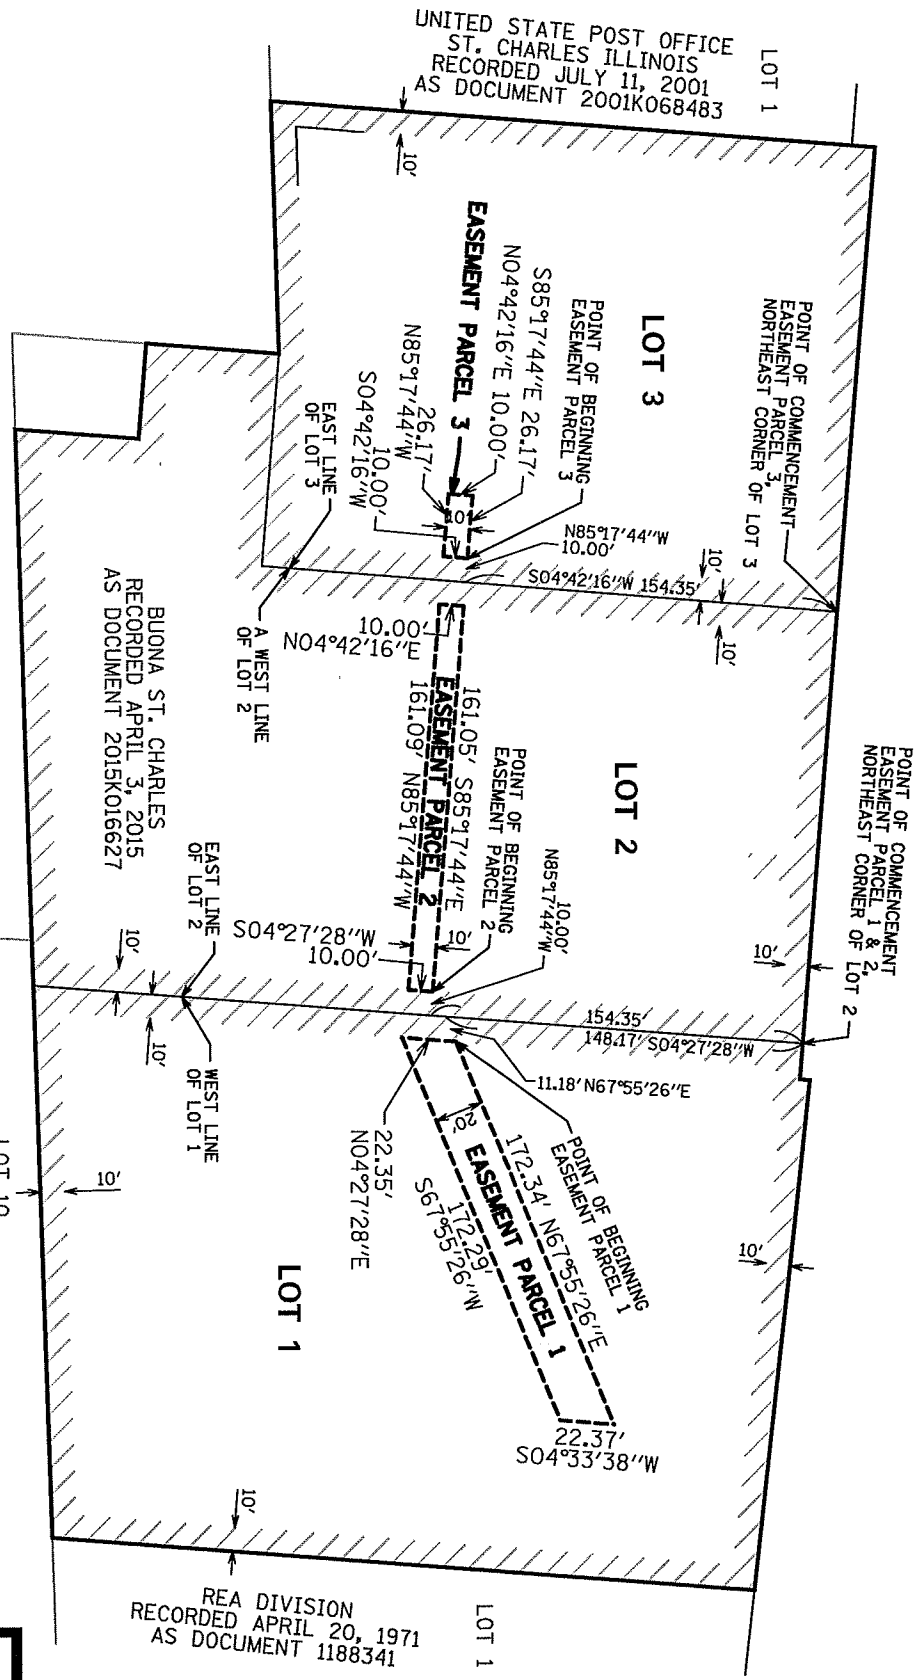 UNITED STATE POST OFFICE
ST. CHARLES ILLINOIS
RECORDED JULY 11, 2001
AS DOCUMENT 2001K068483
LOT 1
10'
LOT 3
POINT OF COMMENCEMENT
EASEMENT PARCEL 3,
NORTHEAST CORNER OF LOT 3
POINT OF BEGINNING
EASEMENT PARCEL 3
S85°17'44"E 26.17'
N04°42'16"E 10.00'
EASEMENT PARCEL 3
26.17'
N85°17'44"W
10.00'
S04°42'16"W
10'
N85°17'44"W
10.00'
S04°42'16"W 154.35'
10'
10'
EAST LINE
OF LOT 3
A WEST LINE
OF LOT 2
10.00'
N04°42'16"E
161.05' S85°17'44"E
EASEMENT PARCEL 2
161.09' N85°17'44"W
LOT 2
POINT OF BEGINNING
EASEMENT PARCEL 2
POINT OF COMMENCEMENT
EASEMENT PARCEL 1 & 2,
NORTHEAST CORNER OF LOT 2
10.00'
N85°17'44"W
S04°27'28"W
10.00'
10'
10'
BUONA ST. CHARLES
RECORDED APRIL 3, 2015
AS DOCUMENT 2015K016627
EAST LINE
OF LOT 2
WEST LINE
OF LOT 1
10'
10'
154.35'
148.17' S04°27'28"W
11.18' N67°55'26"E
POINT OF BEGINNING
EASEMENT PARCEL 1
172.34' N67°55'26"E
20'
EASEMENT PARCEL 1
172.29'
S67°55'26"W
22.35'
N04°27'28"E
22.37'
S04°33'38"W
10'
10'
LOT 1
LOT 10
10'
REA DIVISION
RECORDED APRIL 20, 1971
AS DOCUMENT 1188341
LOT 1